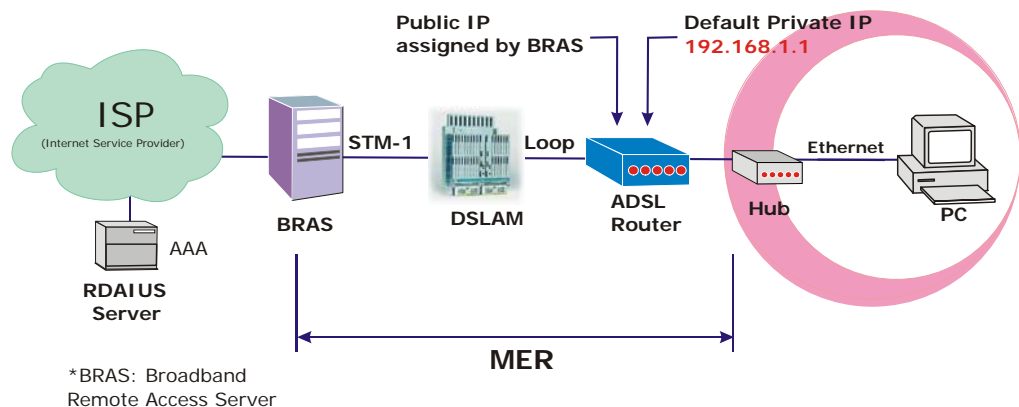 Public IP
assigned by BRAS
Default Private IP
192.168.1.1
ISP
(Internet Service Provider)
STM-1
Loop
Ethernet
BRAS
DSLAM
ADSL
Router
Hub
PC
AAA
RDAIUS
Server
MER
*BRAS: Broadband
Remote Access Server